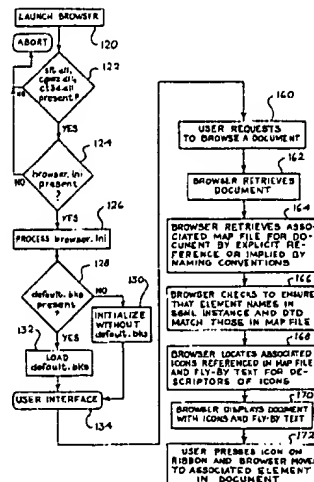 LAUNCH BROWSER
120
ABORT
122
present?
NO
YES
124
browser.ini
present
?
NO
YES
126
PROCESS browser.ini
128
default.bks
present
?
NO
130
INITIALIZE
WITHOUT
default.bks
132
YES
LOAD
default.bks
USER INTERFACE
134
160
USER REQUESTS
TO BROWSE A DOCUMENT
162
BROWSER RETRIEVES
DOCUMENT
164
BROWSER RETRIEVES ASSO-
CIATED MAP FILE FOR DO-
CUMENT BY EXPLICIT REF-
ERENCE OR IMPLIED BY
NAMING CONVENTIONS
166
BROWSER CHECKS TO ENSURE
THAT ELEMENT NAMES IN
SGML INSTANCE AND DTD
MATCH THOSE IN MAP FILE
168
BROWSER LOCATES ASSOCIATED
ICONS REFERENCED IN MAP FILE
AND FLY-BY TEXT FOR DE-
SCRIPTORS OF ICONS
170
BROWSER DISPLAYS DOCUMENT
WITH ICONS AND FLY-BY TEXT
172
USER PRESSES ICON ON
RIBBON AND BROWSER MOVES
TO ASSOCIATED ELEMENT
IN DOCUMENT